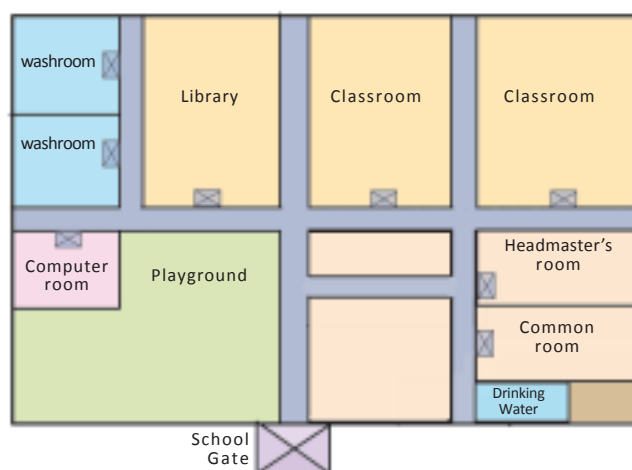 washroom
Library
Classroom
Classroom
washroom
Computer
room
Playground
Headmaster's
room
Common
room
Drinking
Water
School
Gate